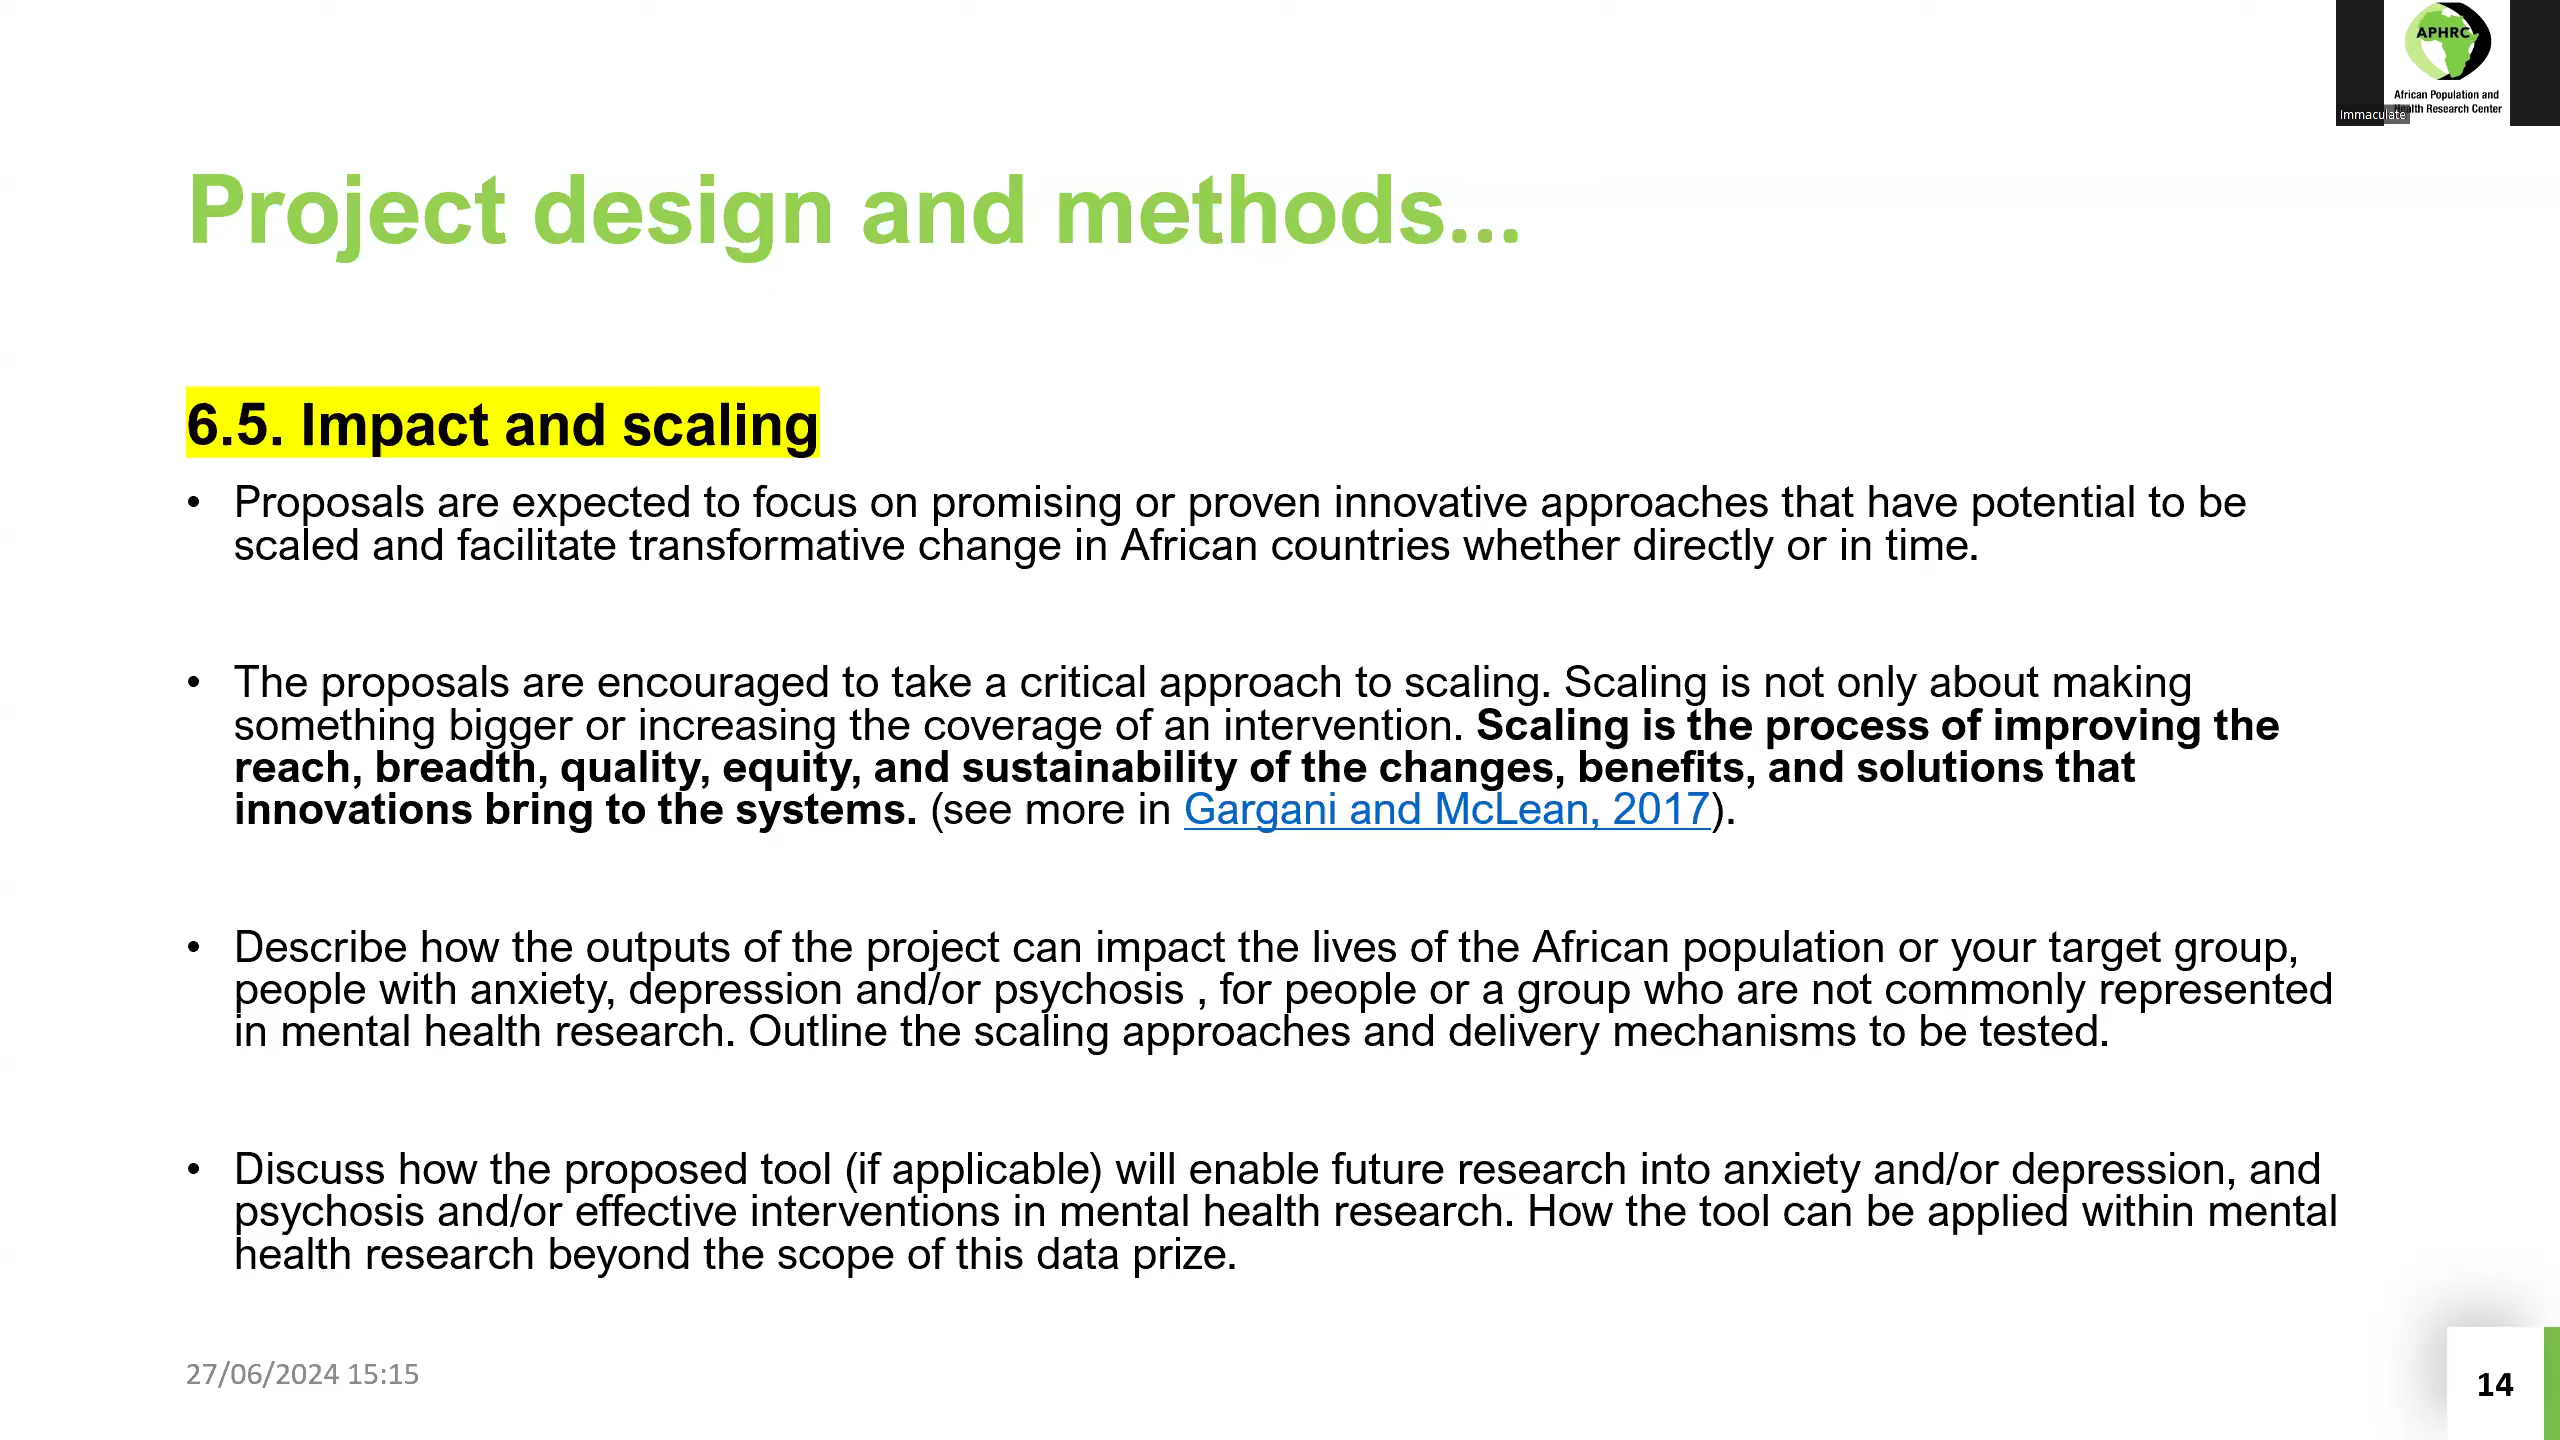 APHRC
African Population and
Health Research Center
Immaculate
Project design and methods...
6.5. Impact and scaling
• Proposals are expected to focus on promising or proven innovative approaches that have potential to be
scaled and facilitate transformative change in African countries whether directly or in time.
• The proposals are encouraged to take a critical approach to scaling. Scaling is not only about making
something bigger or increasing the coverage of an intervention. Scaling is the process of improving the
reach, breadth, quality, equity, and sustainability of the changes, benefits, and solutions that
innovations bring to the systems. (see more in Gargani and McLean, 2017).
• Describe how the outputs of the project can impact the lives of the African population or your target group,
people with anxiety, depression and/or psychosis , for people or a group who are not commonly represented
in mental health research. Outline the scaling approaches and delivery mechanisms to be tested.
• Discuss how the proposed tool (if applicable) will enable future research into anxiety and/or depression, and
psychosis and/or effective interventions in mental health research. How the tool can be applied within mental
health research beyond the scope of this data prize.
27/06/2024 15:15
14